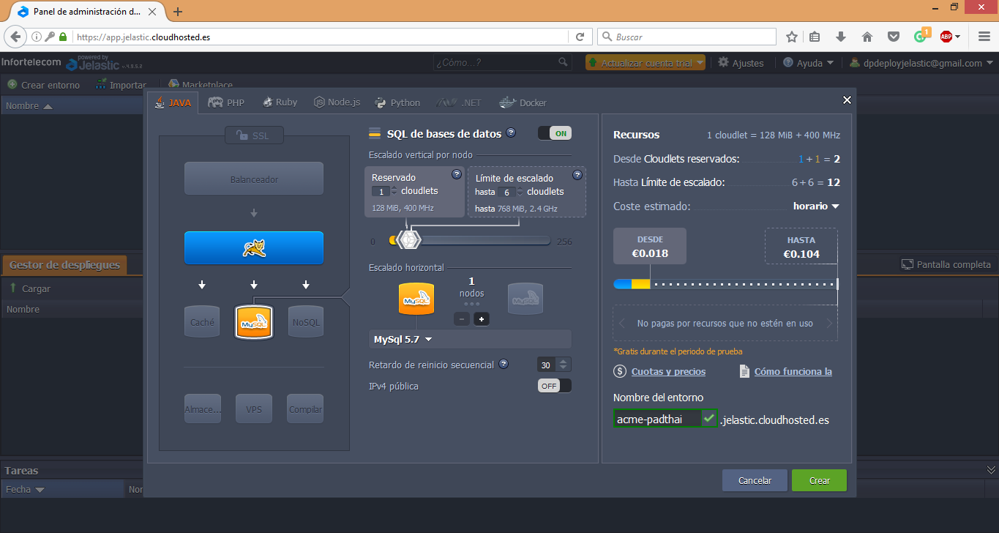 Panel de administración d...
https://app.jelastic.cloudhosted.es
Buscar
1
ABP
Infortelecom
powered by
Jelastic
v.4.9.5.2
¿Cómo...?
Actualizar cuenta trial
Ajustes
Ayuda
dpdeployjelastic@gmail.com
Crear entorno
Importar
Marketplace
Nombre
JAVA
PHP
Ruby
Node.js
Python
.NET
Docker
SSL
Balanceador
Caché
MySQL
NoSQL
Almace...
VPS
Compilar
SQL de bases de datos
ON
Escalado vertical por nodo
Reservado
1 cloudlets
128 MiB, 400 MHz
Límite de escalado
hasta 6 cloudlets
hasta 768 MiB, 2.4 GHz
0
256
Escalado horizontal
MySQL
1
nodos
MySQL
MySql 5.7
Retardo de reinicio secuencial
30
IPv4 pública
OFF
Recursos
1 cloudlet = 128 MiB + 400 MHz
Desde Cloudlets reservados:
1 + 1 = 2
Hasta Límite de escalado:
6 + 6 = 12
Coste estimado:
horario
DESDE
€0.018
HASTA
€0.104
No pagas por recursos que no estén en uso
*Gratis durante el periodo de prueba
Cuotas y precios
Cómo funciona la
Nombre del entorno
acme-padthai
.jelastic.cloudhosted.es
Cancelar
Crear
Gestor de despliegues
Pantalla completa
Cargar
Nombre
Tareas
Fecha
Nor